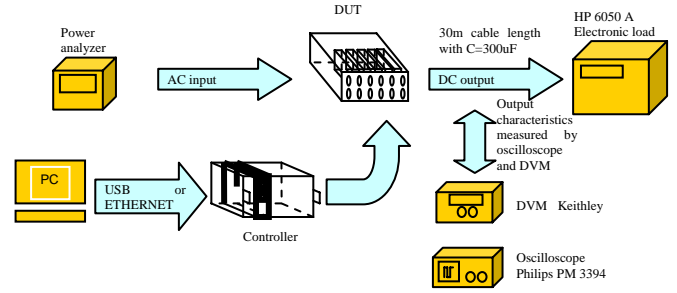 DUT
Power
analyzer
30m cable length
with C=300uF
HP 6050 A
Electronic load
AC input
DC output
Output
characteristics
measured by
oscilloscope
and DVM
PC
USB or
ETHERNET
Controller
DVM Keithley
Oscilloscope
Philips PM 3394